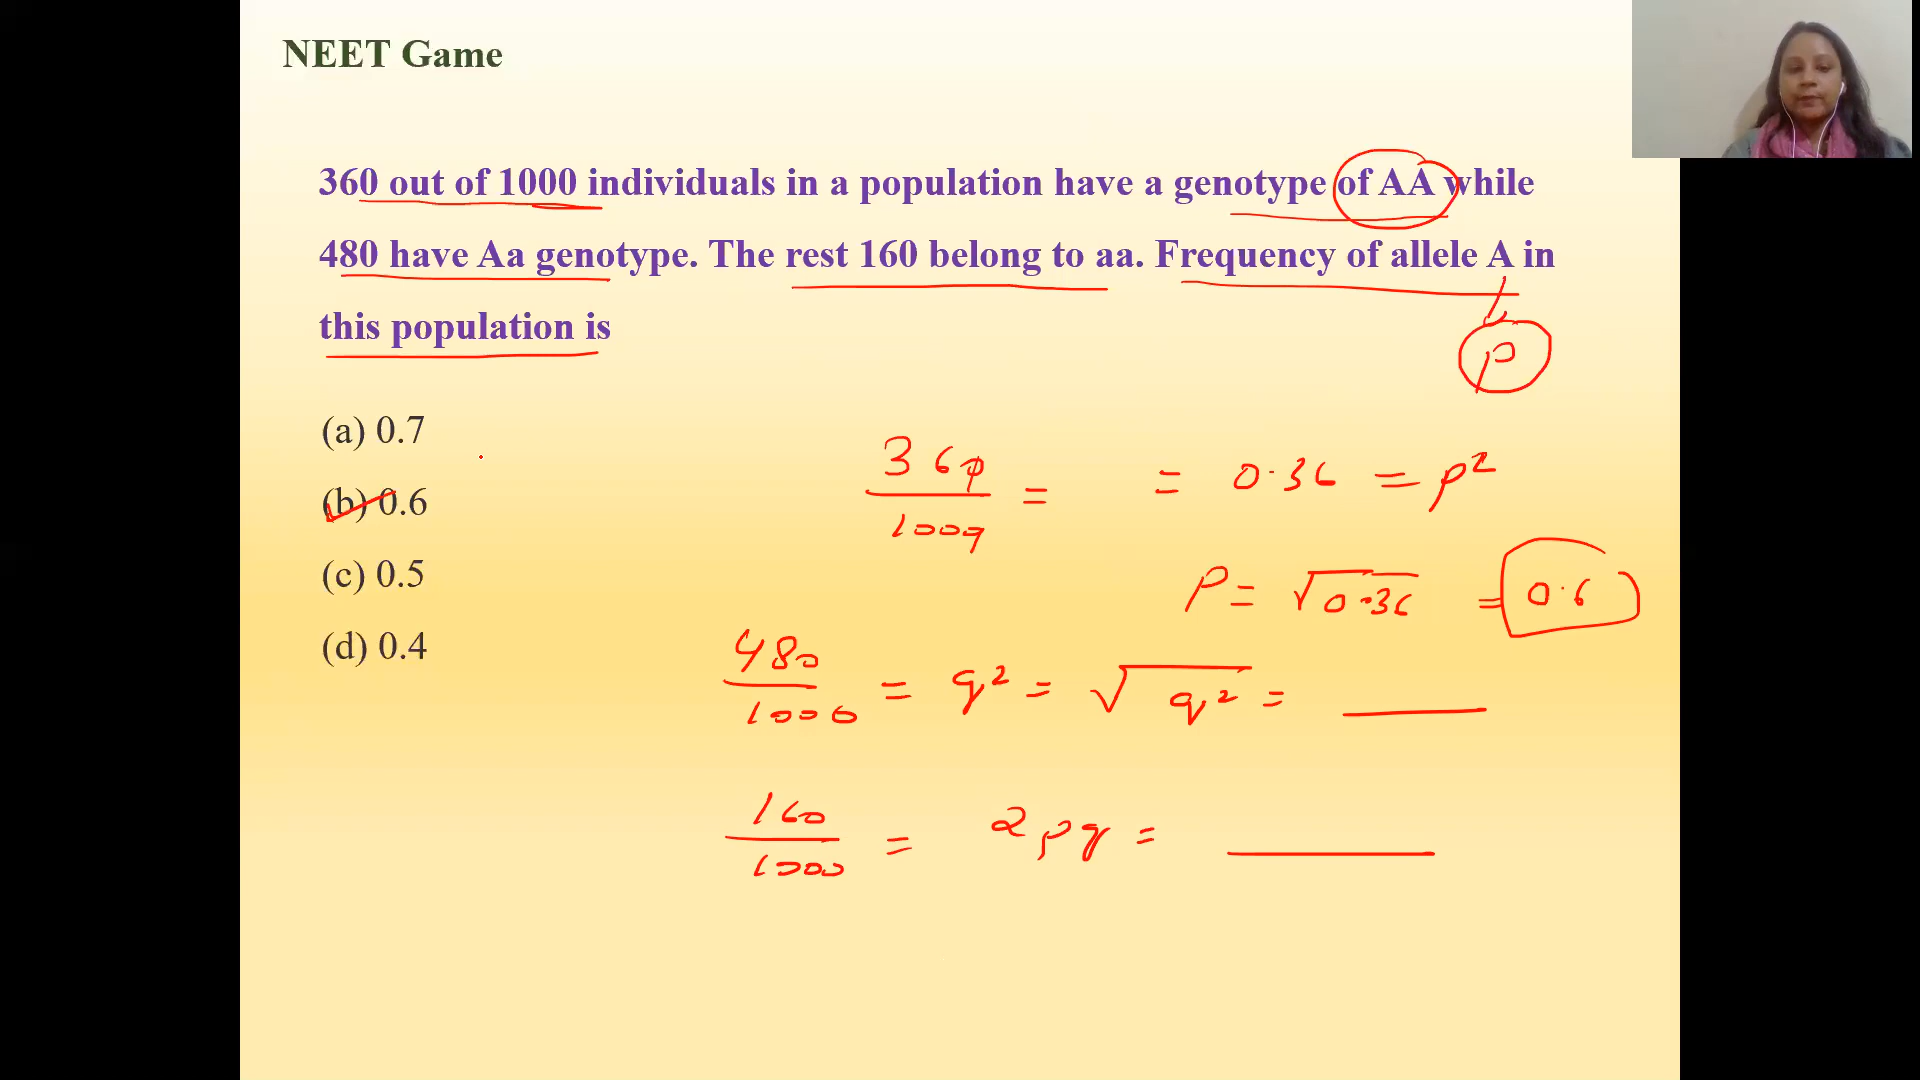 NEET Game
360 out of 1000 individuals in a population have a genotype of AA while
480 have Aa genotype. The rest 160 belong to aa. Frequency of allele A in
this population is
p
(a) 0.7
(b) 0.6
(c) 0.5
(d) 0.4
360/1000 = = 0.36 = p²
P = √0.36 = 0.6
480/1000 = q² = √q² =
160/1000 = 2pq =